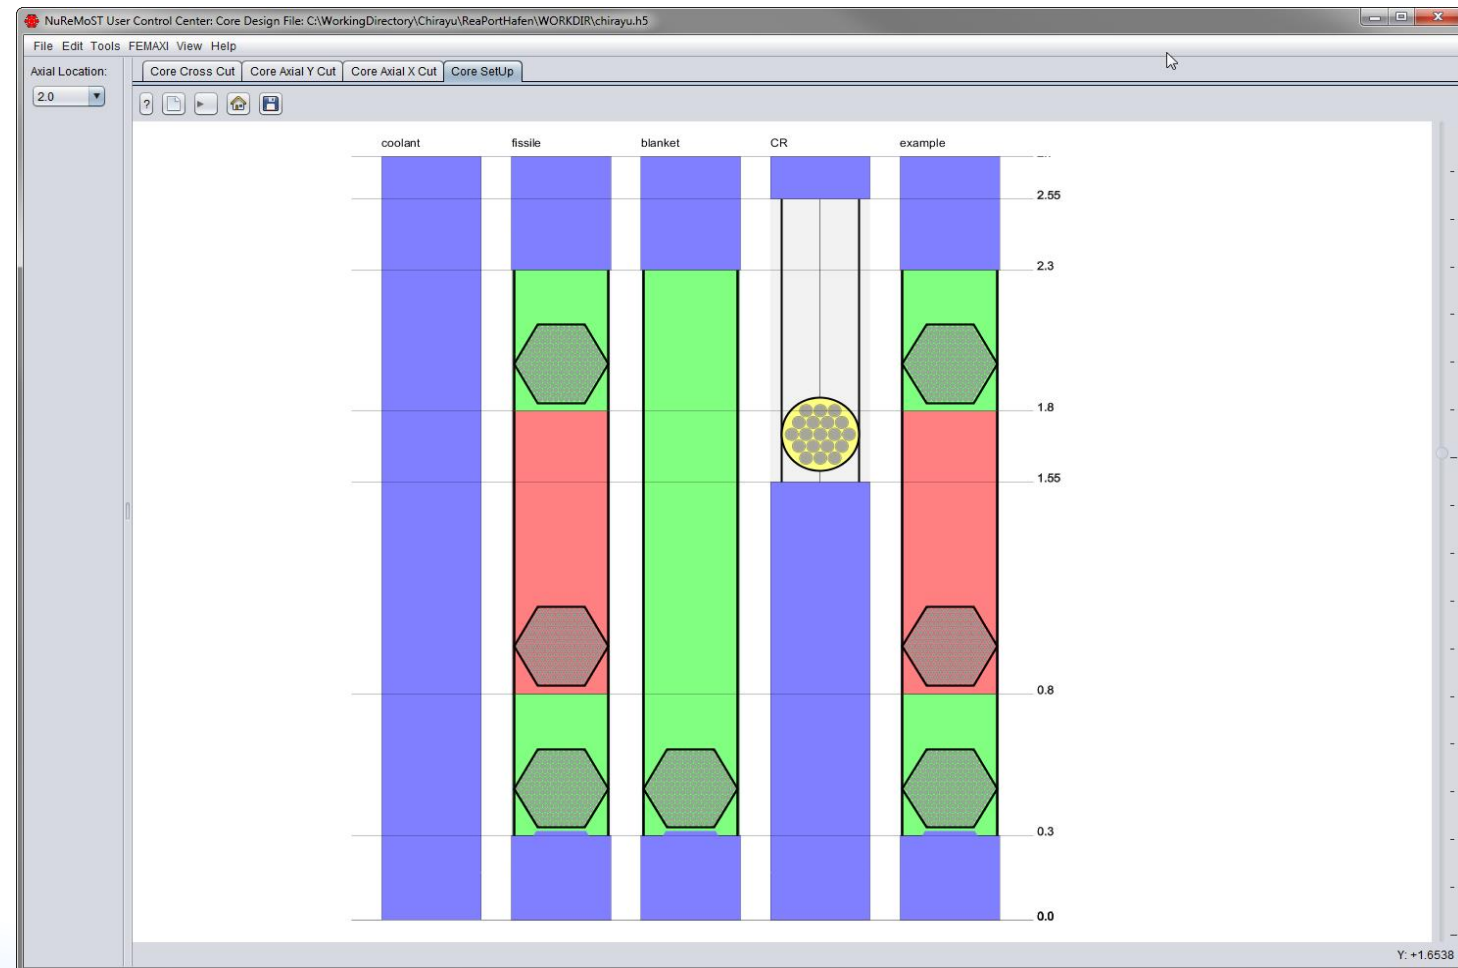 NuReMoST User Control Center: Core Design File: C:\WorkingDirectory\Chirayu\ReaPortHafen\WORKDIR\chirayu.h5
File Edit Tools FEMAXI View Help
Axial Location:
2.0
Core Cross Cut Core Axial Y Cut Core Axial X Cut Core SetUp
?
coolant fissile blanket CR example
2.55
2.3
1.8
1.55
0.8
0.3
0.0
Y: +1.6538